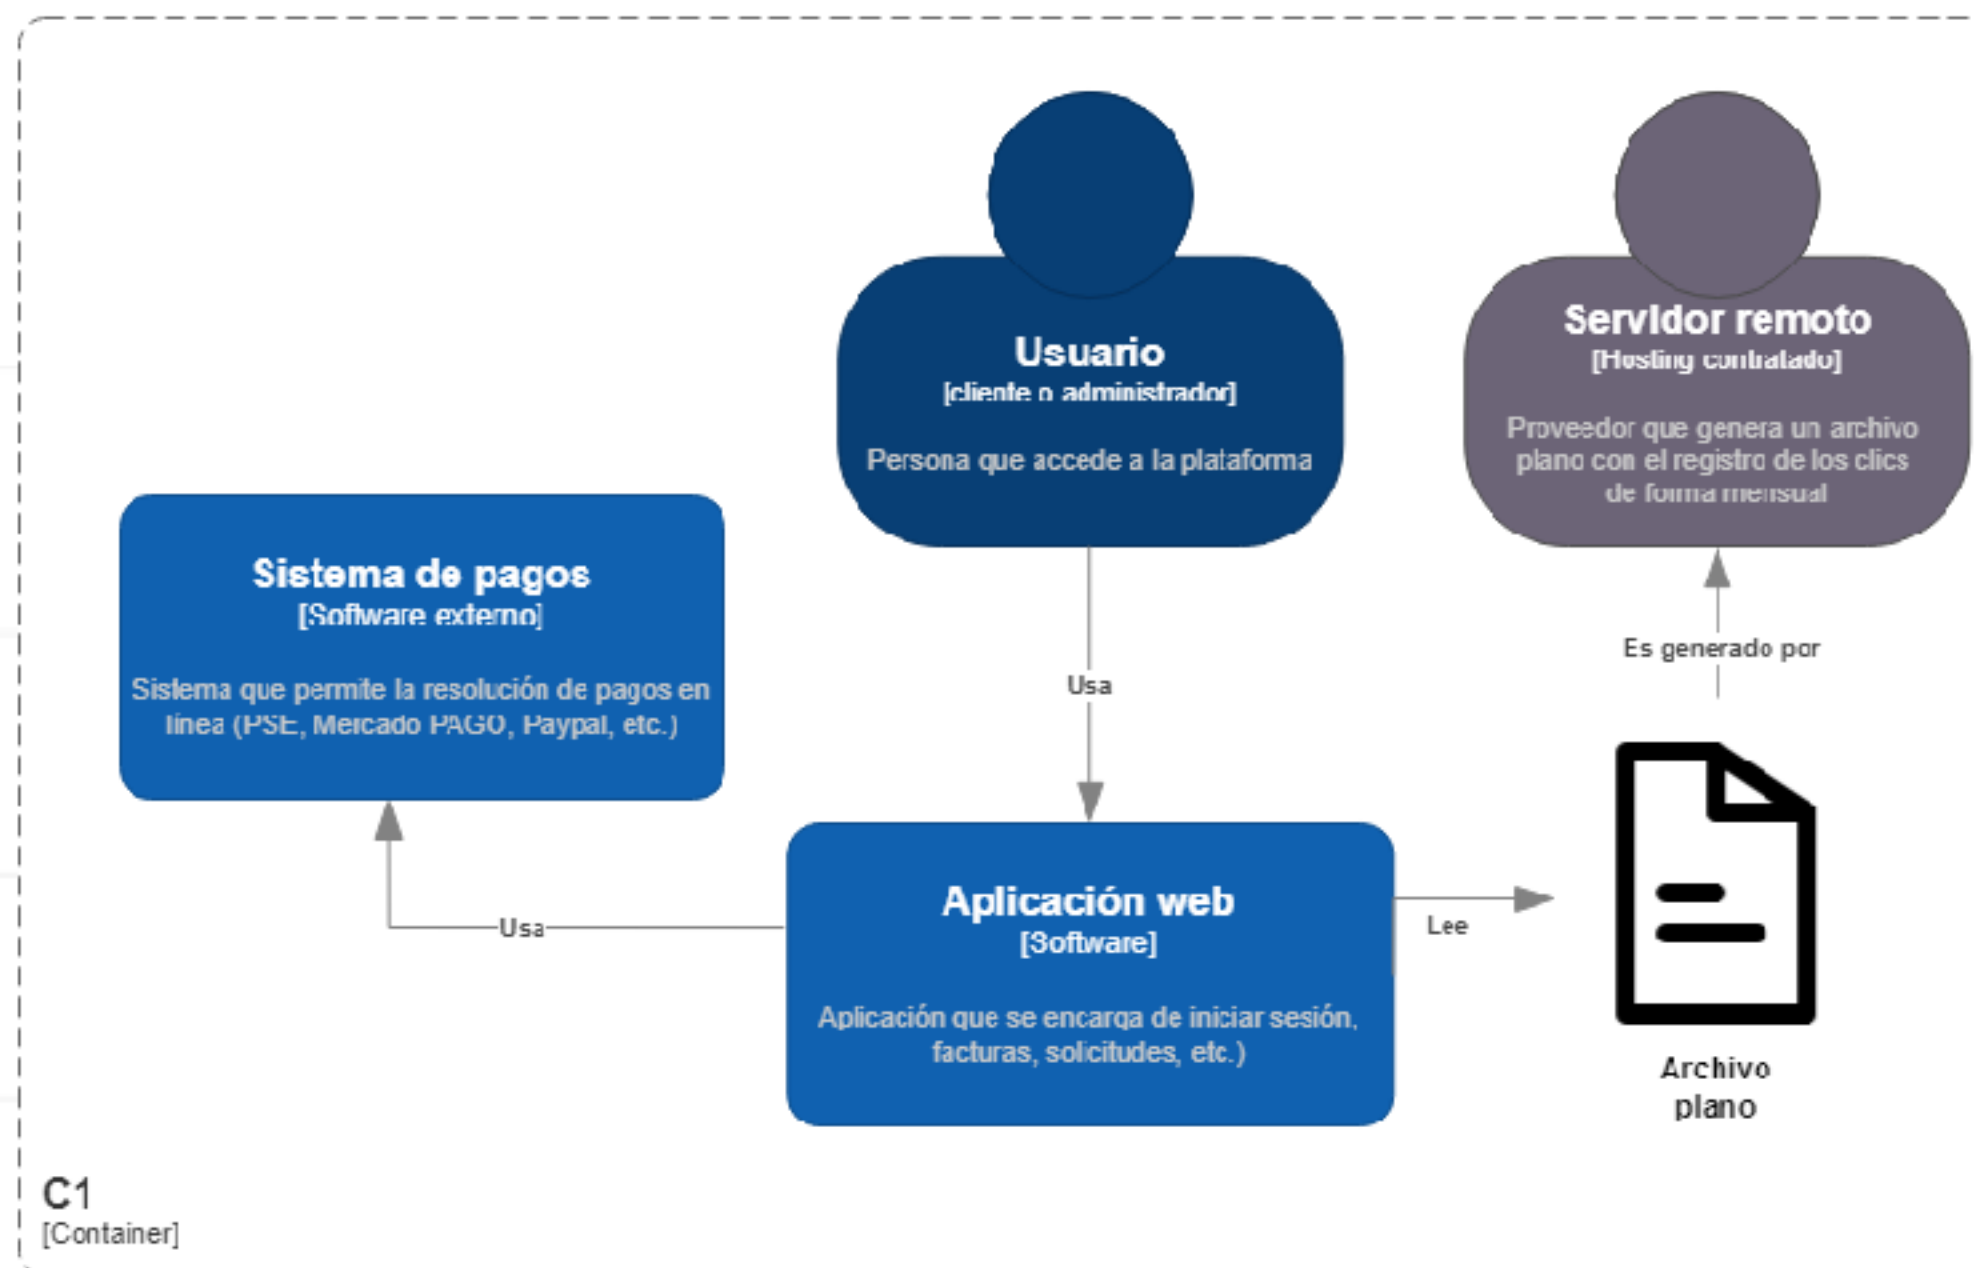 Usuario
[cliente o administrador]
Persona que accede a la plataforma
Servidor remoto
[Hosting contratado]
Proveedor que genera un archivo
plano con el registro de los clics
de forma mensual
Sistema de pagos
[Software externo]
Sistema que permite la resolución de pagos en
línea (PSE, Mercado PAGO, Paypal, etc.)
Usa
Es generado por
Usa
Aplicación web
[Software]
Aplicación que se encarga de iniciar sesión,
facturas, solicitudes, etc.)
Lee
Archivo
plano
C1
[Container]